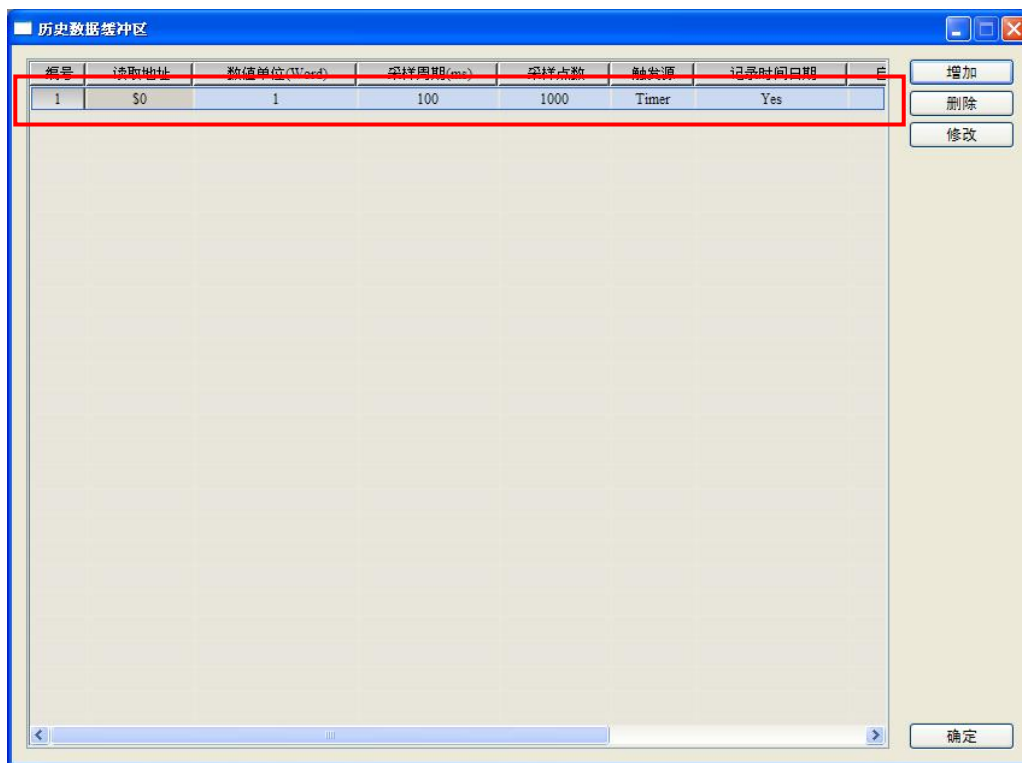 历史数据缓冲区
编号 读取地址 数值单位(Word) 采样周期(ms) 采样点数 触发源 记录时间日期
1 $0 1 100 1000 Timer Yes
增加
删除
修改
确定